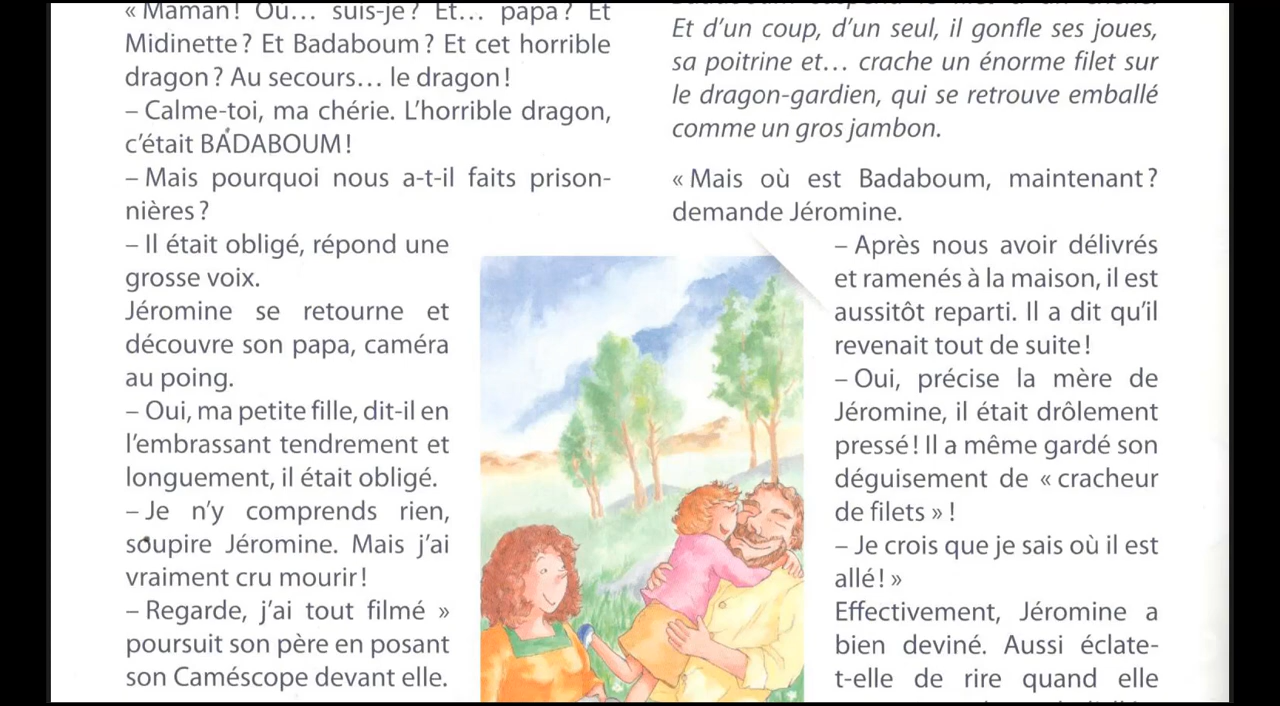 « Maman ! Où… suis-je ? Et… papa ? Et
Midinette ? Et Badaboum ? Et cet horrible
dragon ? Au secours… le dragon !
– Calme-toi, ma chérie. L’horrible dragon,
c’était BADABOUM !
– Mais pourquoi nous a-t-il faits prison-
nières ?
– Il était obligé, répond une
grosse voix.
Jéromine se retourne et
découvre son papa, caméra
au poing.
– Oui, ma petite fille, dit-il en
l’embrassant tendrement et
longuement, il était obligé.
– Je n’y comprends rien,
soupire Jéromine. Mais j’ai
vraiment cru mourir !
– Regarde, j’ai tout filmé »
poursuit son père en posant
son Caméscope devant elle.
Et d’un coup, d’un seul, il gonfle ses joues,
sa poitrine et… crache un énorme filet sur
le dragon-gardien, qui se retrouve emballé
comme un gros jambon.
« Mais où est Badaboum, maintenant ?
demande Jéromine.
– Après nous avoir délivrés
et ramenés à la maison, il est
aussitôt reparti. Il a dit qu’il
revenait tout de suite !
– Oui, précise la mère de
Jéromine, il était drôlement
pressé ! Il a même gardé son
déguisement de « cracheur
de filets » !
– Je crois que je sais où il est
allé ! »
Effectivement, Jéromine a
bien deviné. Aussi éclate-
t-elle de rire quand elle